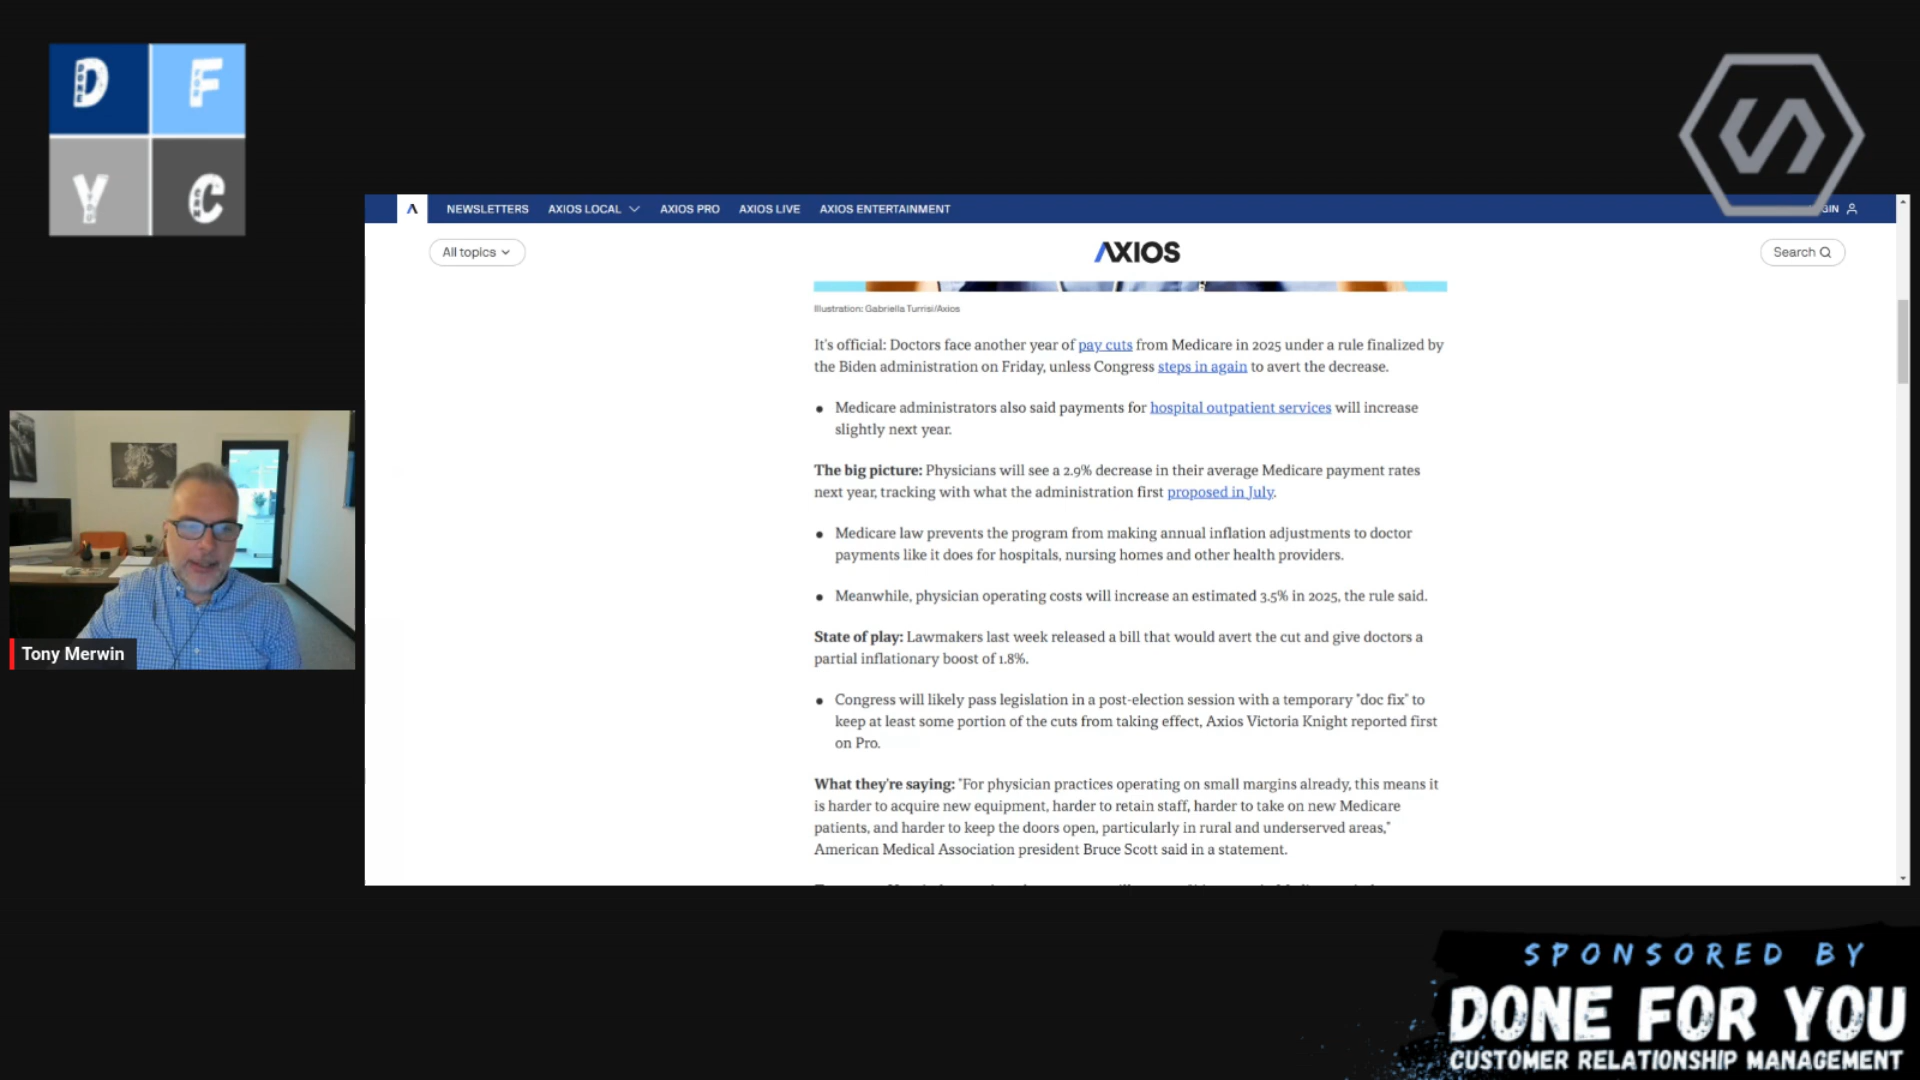 D F
Y C
NEWSLETTERS AXIOS LOCAL AXIOS PRO AXIOS LIVE AXIOS ENTERTAINMENT
All topics
AXIOS
Search
Illustration: Gabriella Turrisi/Axios
It's official: Doctors face another year of pay cuts from Medicare in 2025 under a rule finalized by
the Biden administration on Friday, unless Congress steps in again to avert the decrease.
• Medicare administrators also said payments for hospital outpatient services will increase
slightly next year.
The big picture: Physicians will see a 2.9% decrease in their average Medicare payment rates
next year, tracking with what the administration first proposed in July.
• Medicare law prevents the program from making annual inflation adjustments to doctor
payments like it does for hospitals, nursing homes and other health providers.
• Meanwhile, physician operating costs will increase an estimated 3.5% in 2025, the rule said.
State of play: Lawmakers last week released a bill that would avert the cut and give doctors a
partial inflationary boost of 1.8%.
• Congress will likely pass legislation in a post-election session with a temporary "doc fix" to
keep at least some portion of the cuts from taking effect, Axios Victoria Knight reported first
on Pro.
What they're saying: "For physician practices operating on small margins already, this means it
is harder to acquire new equipment, harder to retain staff, harder to take on new Medicare
patients, and harder to keep the doors open, particularly in rural and underserved areas,"
American Medical Association president Bruce Scott said in a statement.
Tony Merwin
SPONSORED BY
DONE FOR YOU
CUSTOMER RELATIONSHIP MANAGEMENT